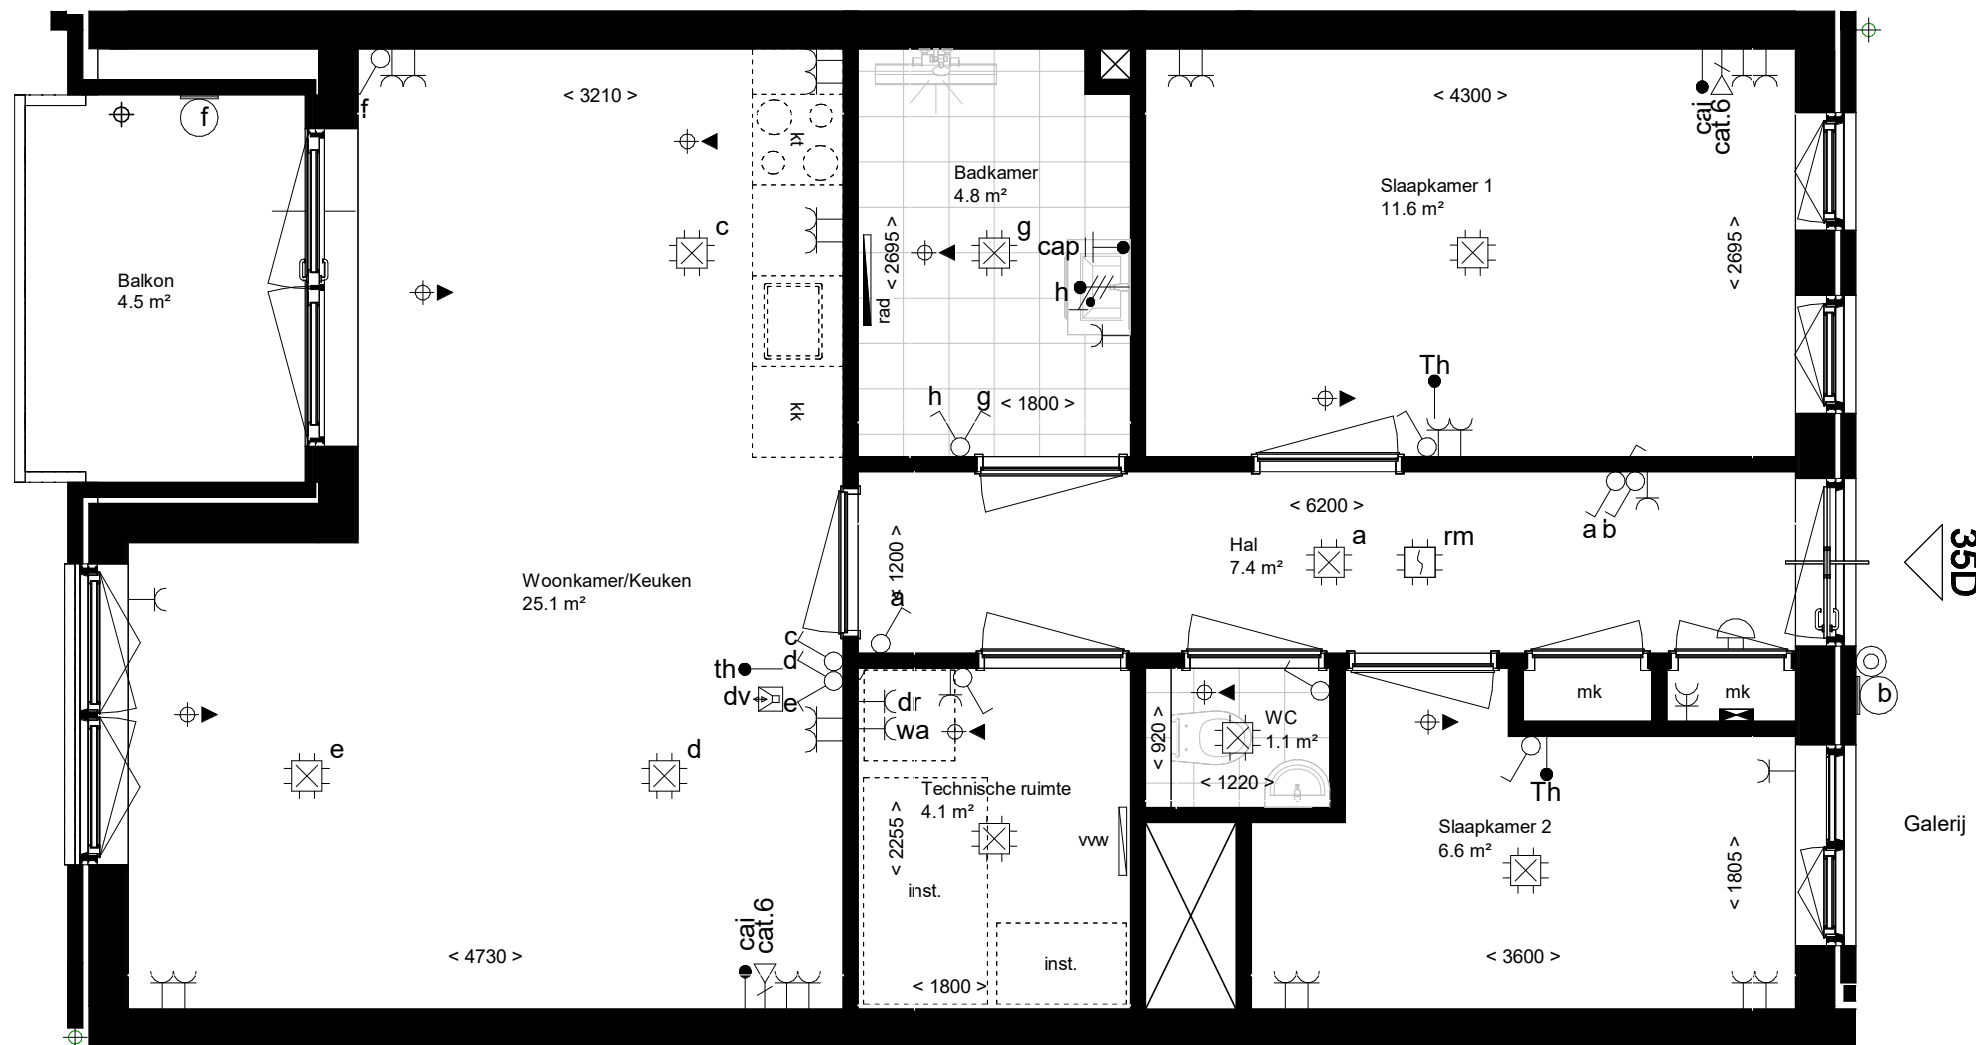 f
f
< 3210 >
kt
c
Balkon
4.5 m²
kk
Badkamer
4.8 m²
< 2695 >
g
cap
h
rad
h
g
< 1800 >
< 4300 >
cai
cat.6
Slaapkamer 1
11.6 m²
< 2695 >
Th
< 6200 >
a b
Hal
7.4 m²
a
rm
< 1200 >
a
35D
Woonkamer/Keuken
25.1 m²
c
d
th
dv
e
e
d
cai
cat.6
< 4730 >
dr
wa
Technische ruimte
4.1 m²
< 2255 >
vvw
inst.
inst.
< 1800 >
WC
1.1 m²
< 920 >
< 1220 >
mk
mk
b
Th
Slaapkamer 2
6.6 m²
< 1805 >
< 3600 >
Galerij